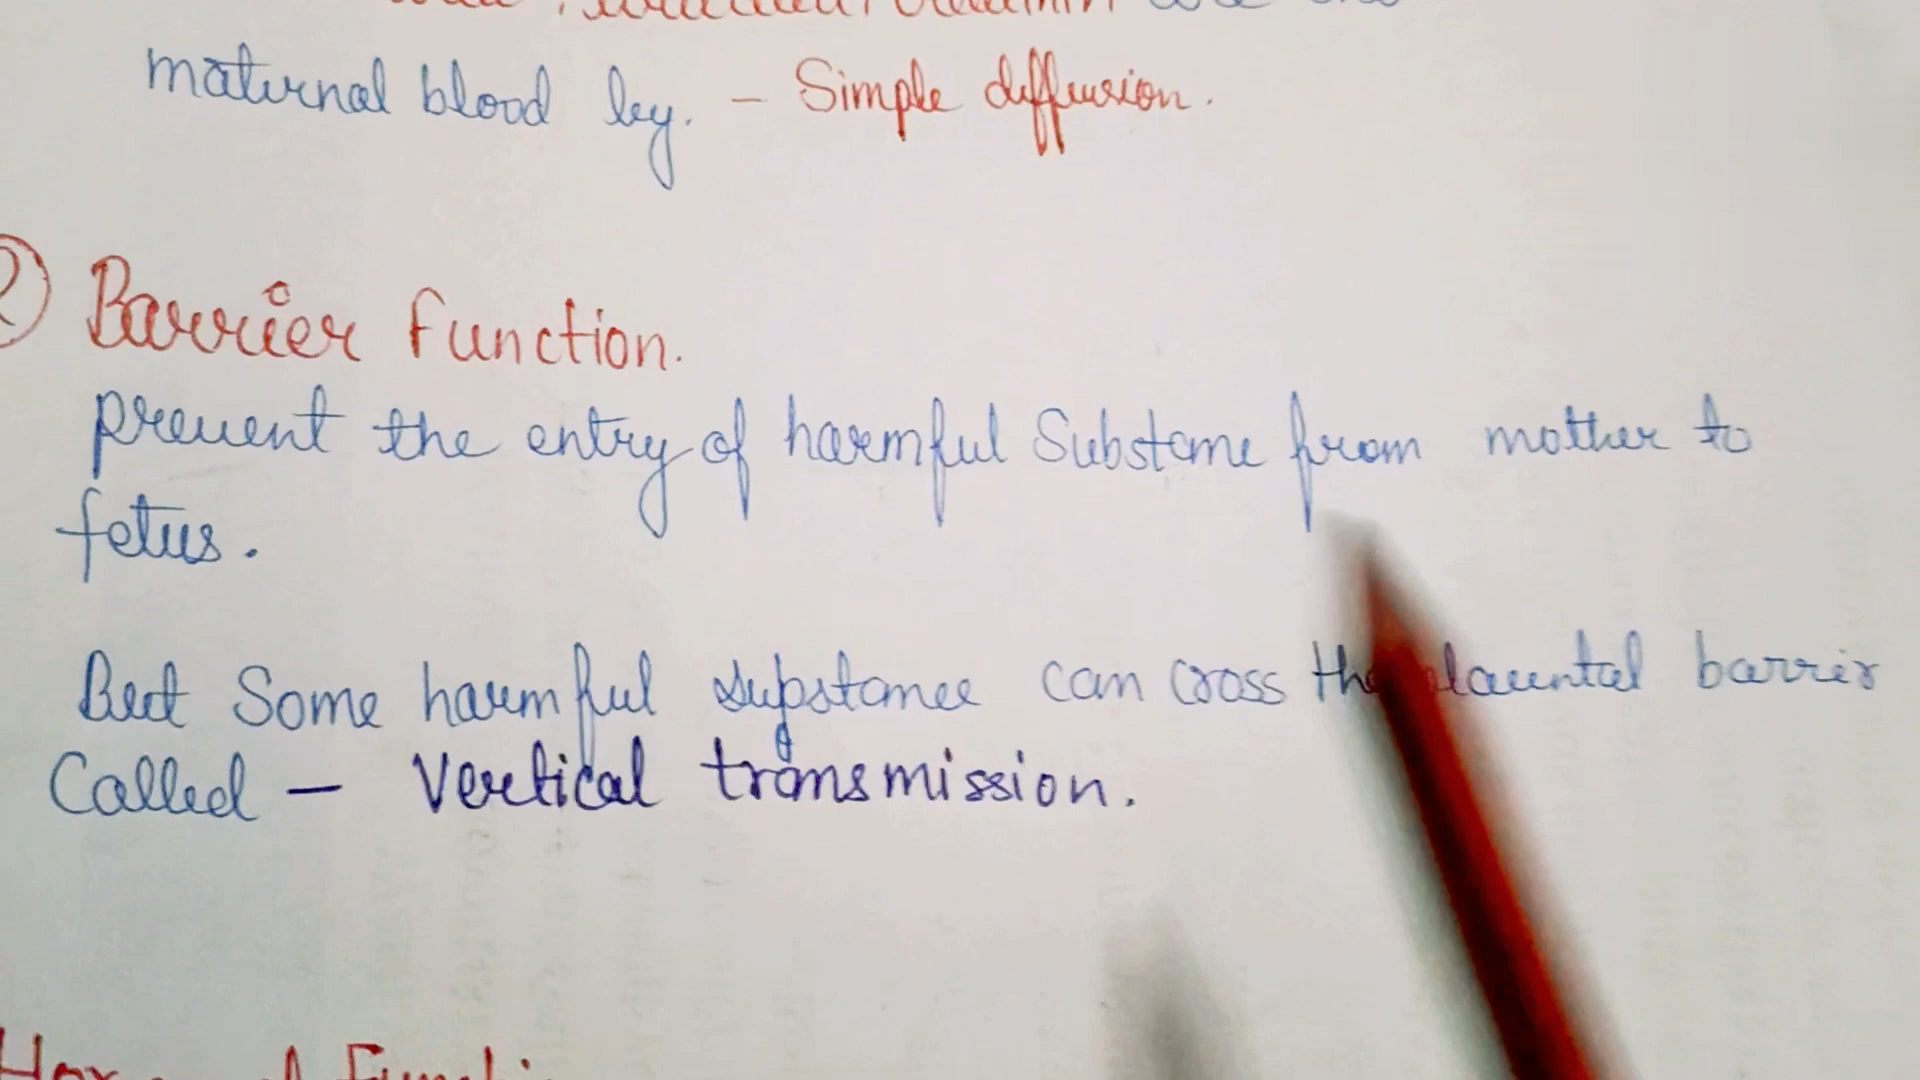 maternal blood by. - Simple diffusion.
2 Barrier function.
prevent the entry of harmful Substance from mother to
fetus.
But Some harmful substance can cross the placental barrier
Called - Vertical transmission.